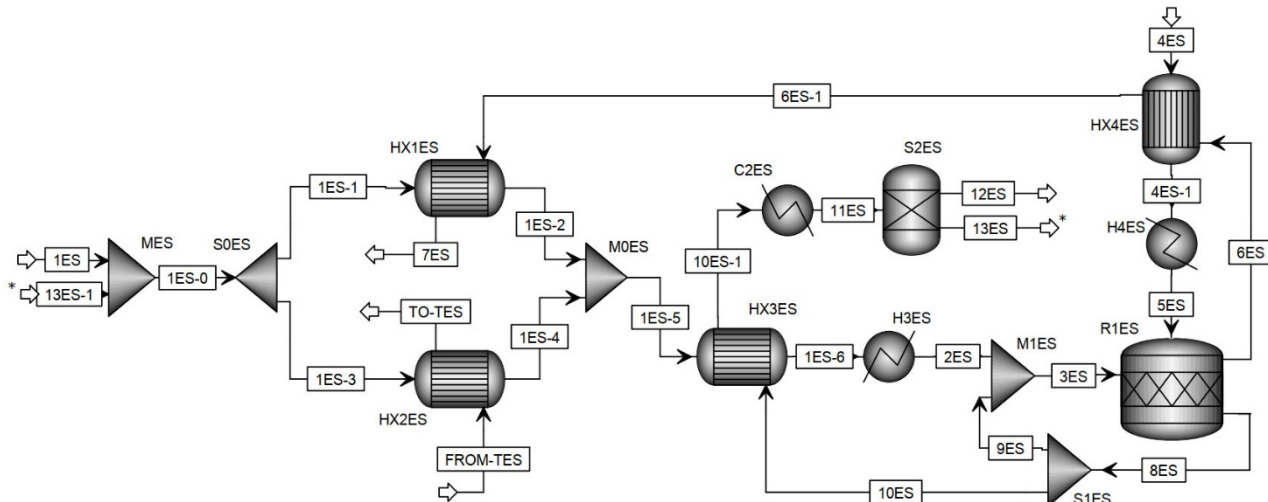 4ES
6ES-1
HX4ES
HX1ES
S2ES
C2ES
12ES
1ES-1
4ES-1
11ES
13ES
*
H4ES
1ES-2
MES
S0ES
M0ES
6ES
1ES
7ES
10ES-1
1ES-0
*
13ES-1
TO-TES
HX3ES
H3ES
5ES
1ES-4
1ES-5
M1ES
R1ES
1ES-6
2ES
1ES-3
3ES
HX2ES
9ES
FROM-TES
8ES
10ES
S1ES